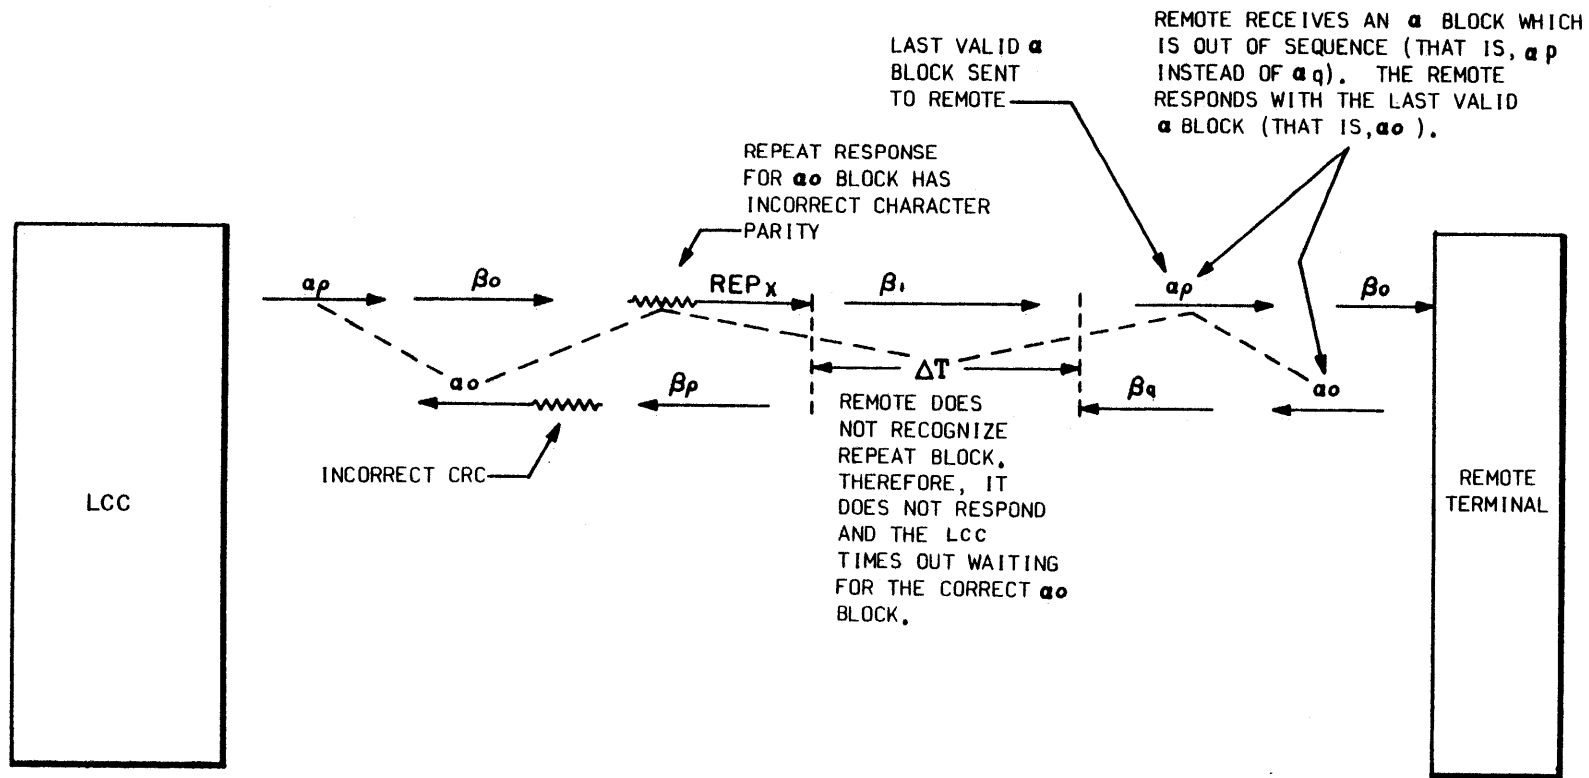 REMOTE RECEIVES AN α BLOCK WHICH
IS OUT OF SEQUENCE (THAT IS, αp
INSTEAD OF αq). THE REMOTE
RESPONDS WITH THE LAST VALID
α BLOCK (THAT IS, αo ).
LAST VALID α
BLOCK SENT
TO REMOTE
REPEAT RESPONSE
FOR αo BLOCK HAS
INCORRECT CHARACTER
PARITY
αρ
βo
REPX
β1
αρ
βo
αo
βρ
ΔT
βq
αo
INCORRECT CRC
REMOTE DOES
NOT RECOGNIZE
REPEAT BLOCK.
THEREFORE, IT
DOES NOT RESPOND
AND THE LCC
TIMES OUT WAITING
FOR THE CORRECT αo
BLOCK.
LCC
REMOTE
TERMINAL